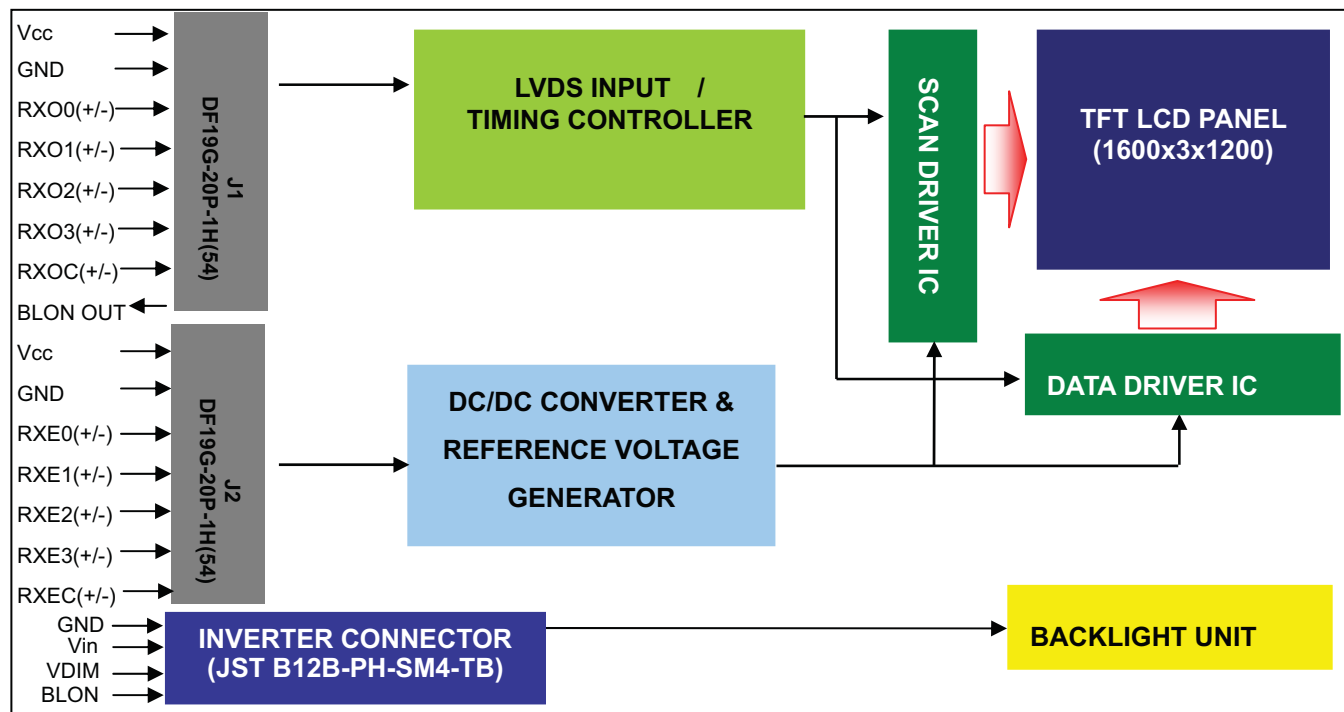 Vcc
GND
RXO0(+/-)
RXO1(+/-)
RXO2(+/-)
RXO3(+/-)
RXOC(+/-)
BLON OUT
J1
DF19G-20P-1H(54)
LVDS INPUT /
TIMING CONTROLLER
SCAN DRIVER IC
TFT LCD PANEL
(1600x3x1200)
Vcc
GND
RXE0(+/-)
RXE1(+/-)
RXE2(+/-)
RXE3(+/-)
RXEC(+/-)
J2
DF19G-20P-1H(54)
DC/DC CONVERTER &
REFERENCE VOLTAGE
GENERATOR
DATA DRIVER IC
GND
Vin
VDIM
BLON
INVERTER CONNECTOR
(JST B12B-PH-SM4-TB)
BACKLIGHT UNIT